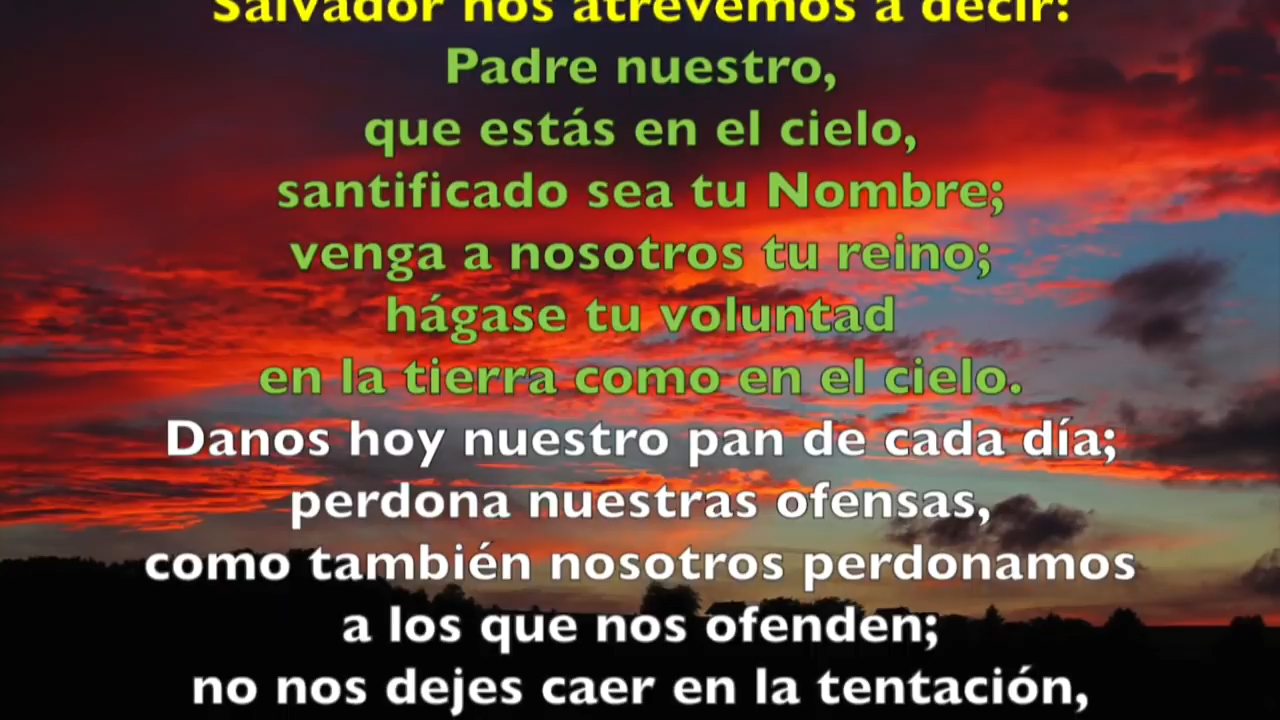 Salvador nos atrevemos a decir:
Padre nuestro,
que estás en el cielo,
santificado sea tu Nombre;
venga a nosotros tu reino;
hágase tu voluntad
en la tierra como en el cielo.
Danos hoy nuestro pan de cada día;
perdona nuestras ofensas,
como también nosotros perdonamos
a los que nos ofenden;
no nos dejes caer en la tentación,